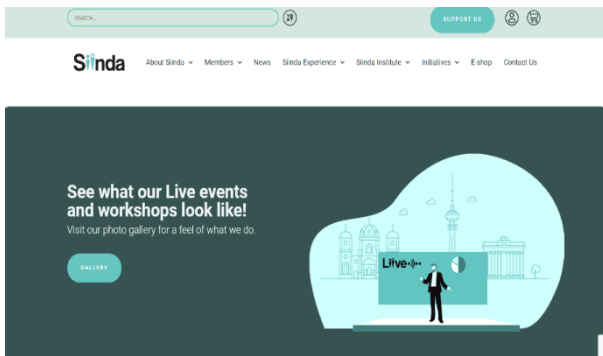 SEARCH...
SUPPORT US
Siinda
About Siinda
Members
News
Siinda Experience
Siinda Institute
Initiatives
E-shop
Contact Us
See what our Live events
and workshops look like!
Visit our photo gallery for a feel of what we do.
GALLERY
Liive